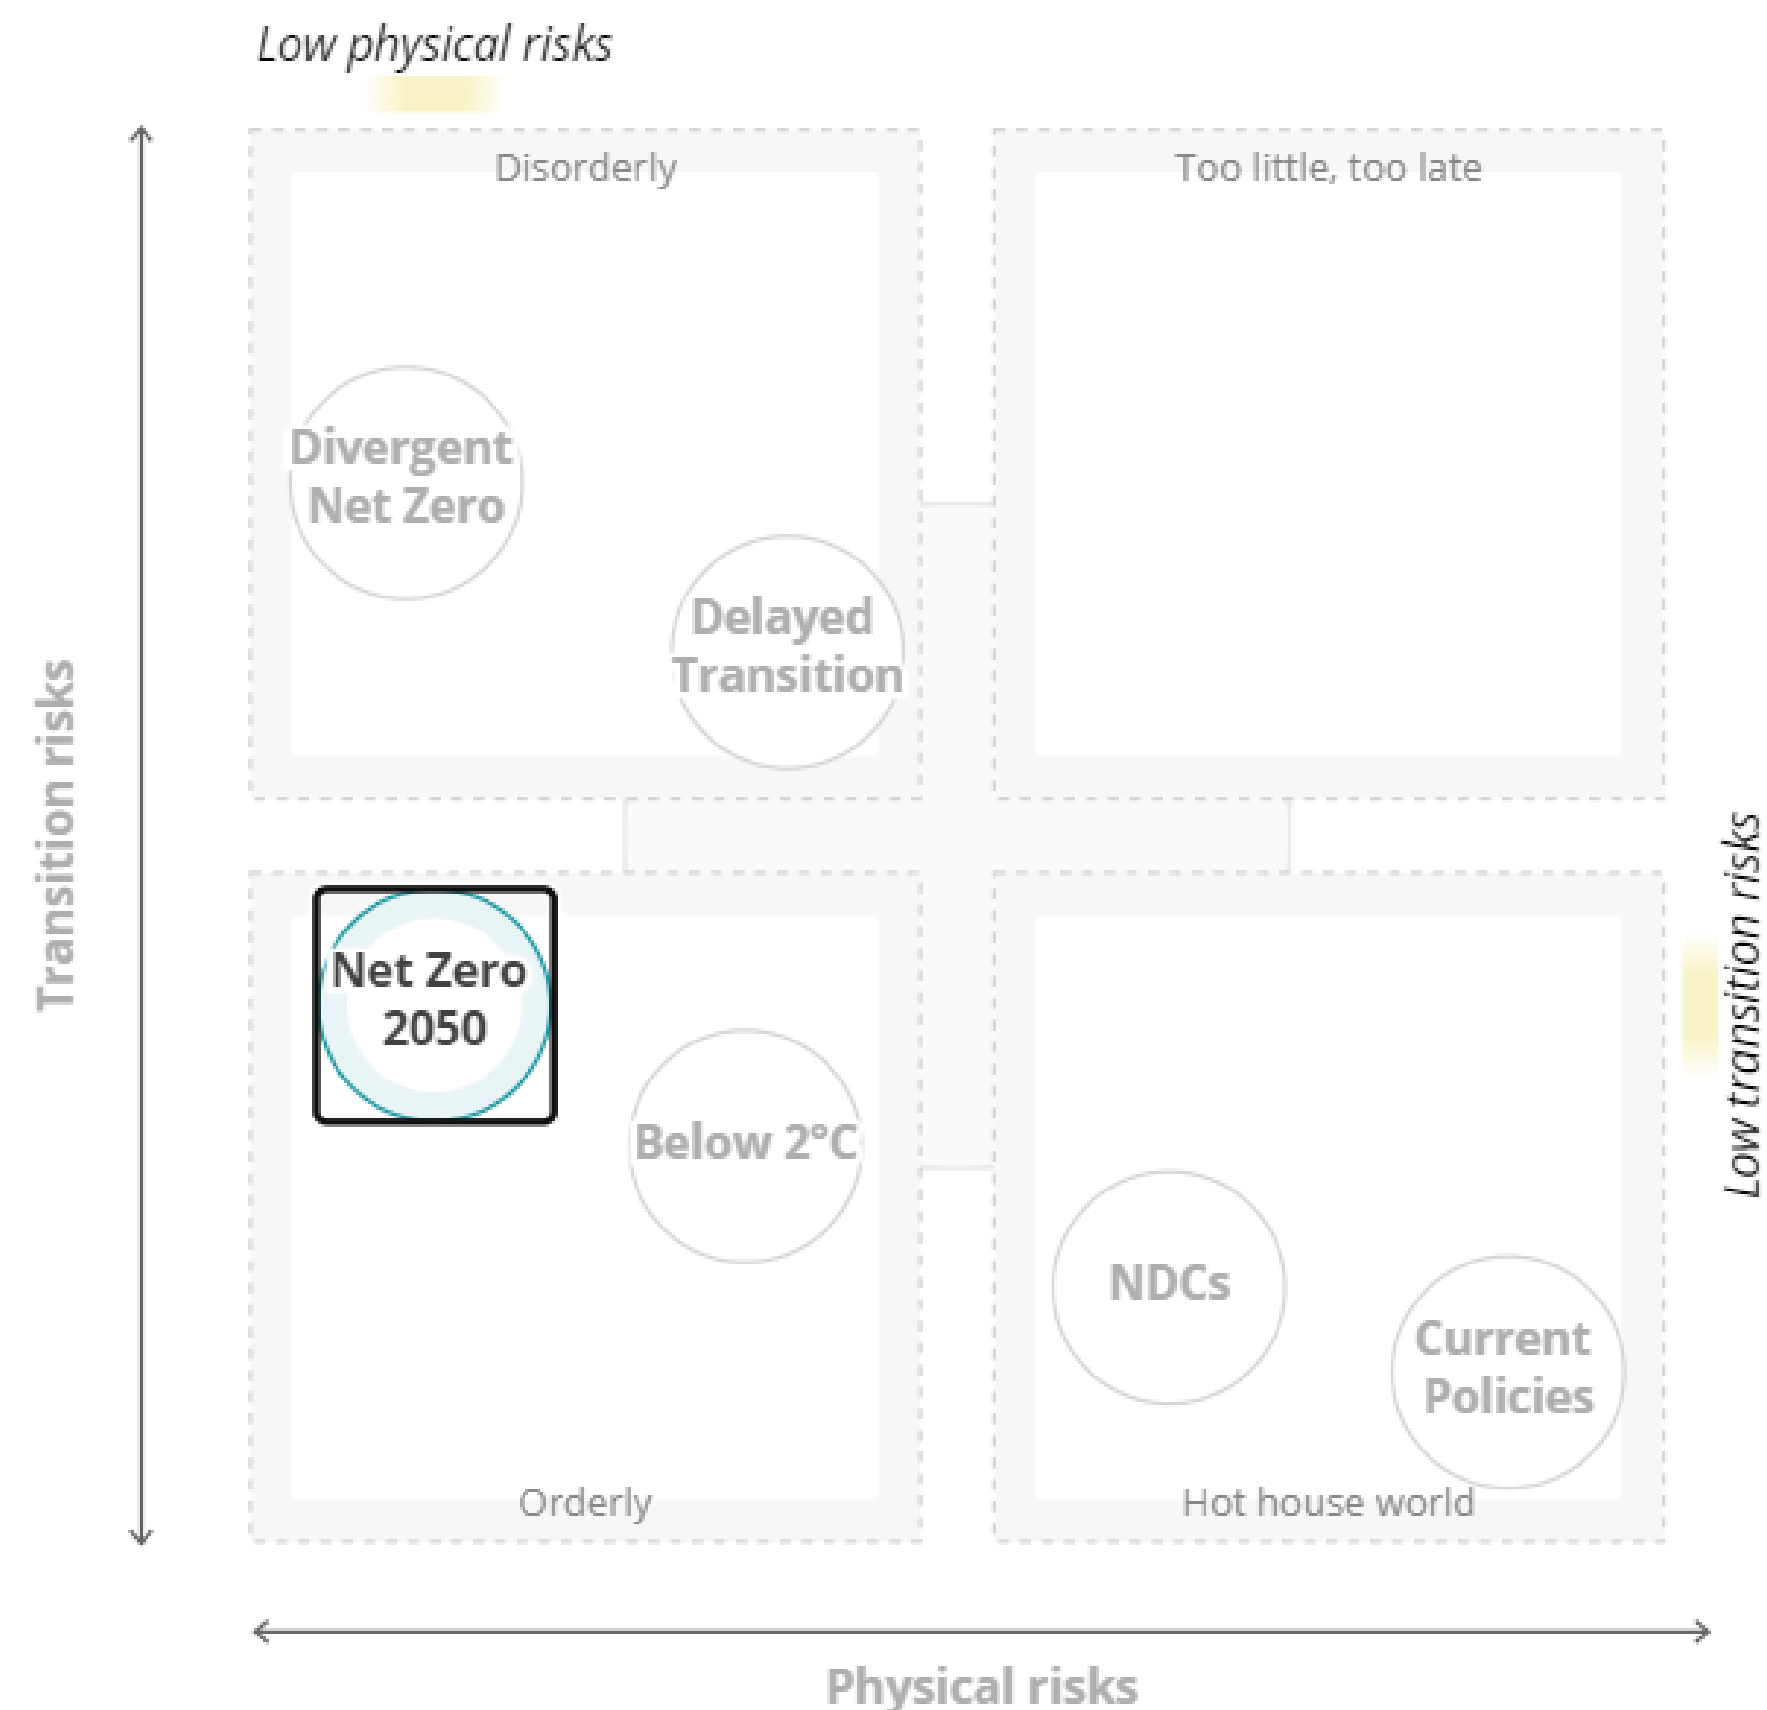 Low physical risks
Disorderly
Too little, too late
Divergent
Net Zero
Delayed
Transition
Transition risks
Net Zero
2050
Below 2°C
Low transition risks
NDCs
Current
Policies
Orderly
Hot house world
Physical risks